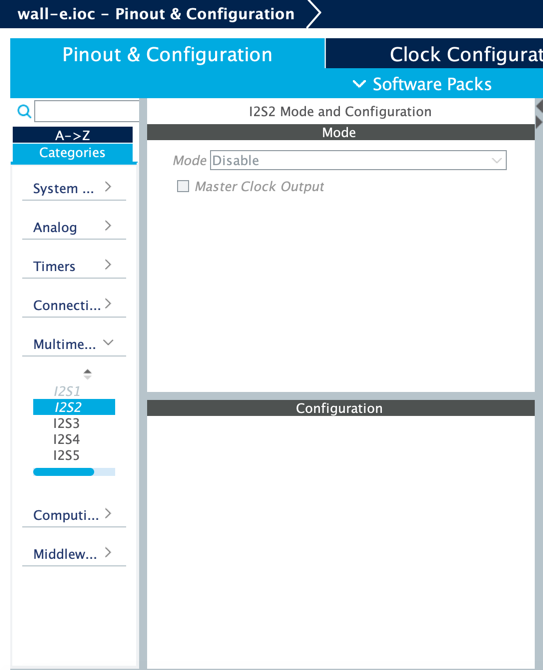 wall-e.ioc – Pinout & Configuration
Pinout & Configuration
Clock Configurat
Software Packs
I2S2 Mode and Configuration
A->Z
Categories
System ...
Analog
Timers
Connecti...
Multime...
I2S1
I2S2
I2S3
I2S4
I2S5
Computi...
Middlew...
Mode
Mode Disable
Master Clock Output
Configuration